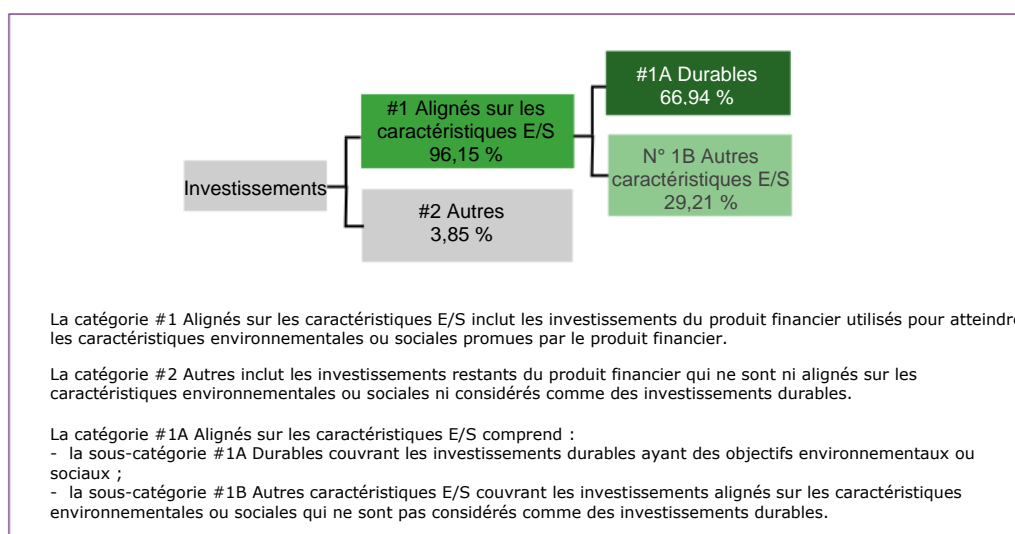 #1A Durables
66,94 %
#1 Alignés sur les
caractéristiques E/S
96,15 %
N° 1B Autres
caractéristiques E/S
29,21 %
Investissements
#2 Autres
3,85 %
La catégorie #1 Alignés sur les caractéristiques E/S inclut les investissements du produit financier utilisés pour atteindre
les caractéristiques environnementales ou sociales promues par le produit financier.
La catégorie #2 Autres inclut les investissements restants du produit financier qui ne sont ni alignés sur les
caractéristiques environnementales ou sociales ni considérés comme des investissements durables.
La catégorie #1A Alignés sur les caractéristiques E/S comprend :
- la sous-catégorie #1A Durables couvrant les investissements durables ayant des objectifs environnementaux ou
sociaux ;
- la sous-catégorie #1B Autres caractéristiques E/S couvrant les investissements alignés sur les caractéristiques
environnementales ou sociales qui ne sont pas considérés comme des investissements durables.